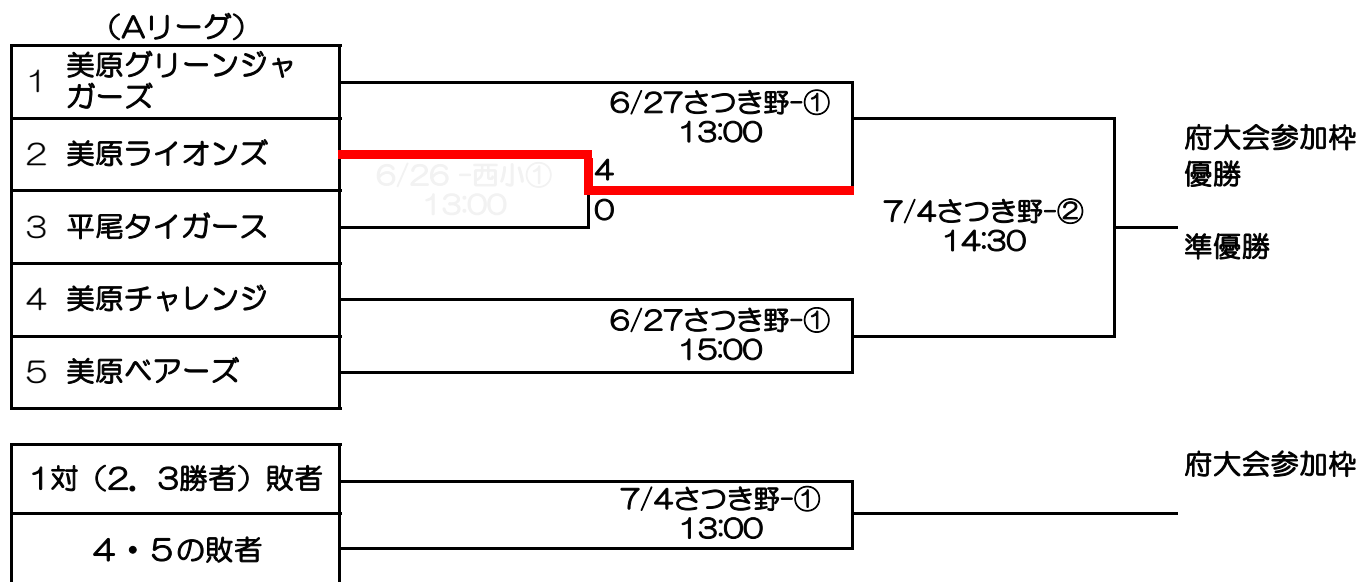 （Aリーグ）
1 美原グリーンジャ
ガーズ
2 美原ライオンズ
3 平尾タイガース
4 美原チャレンジ
5 美原ベアーズ
6/26 -西小①
13:00
4
0
6/27さつき野-①
13:00
6/27さつき野-①
15:00
7/4さつき野-②
14:30
府大会参加枠
優勝
準優勝
1対（2．3勝者）敗者
4・5の敗者
7/4さつき野-①
13:00
府大会参加枠